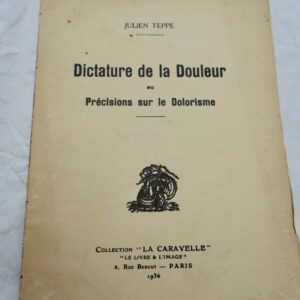 JULIEN TEPPE
Dictature de la Douleur
ou
Précisions sur le Dolorisme
COLLECTION "LA CARAVELLE"
"LE LIVRE & L'IMAGE"
6, RUE BEREUT — PARIS
1936